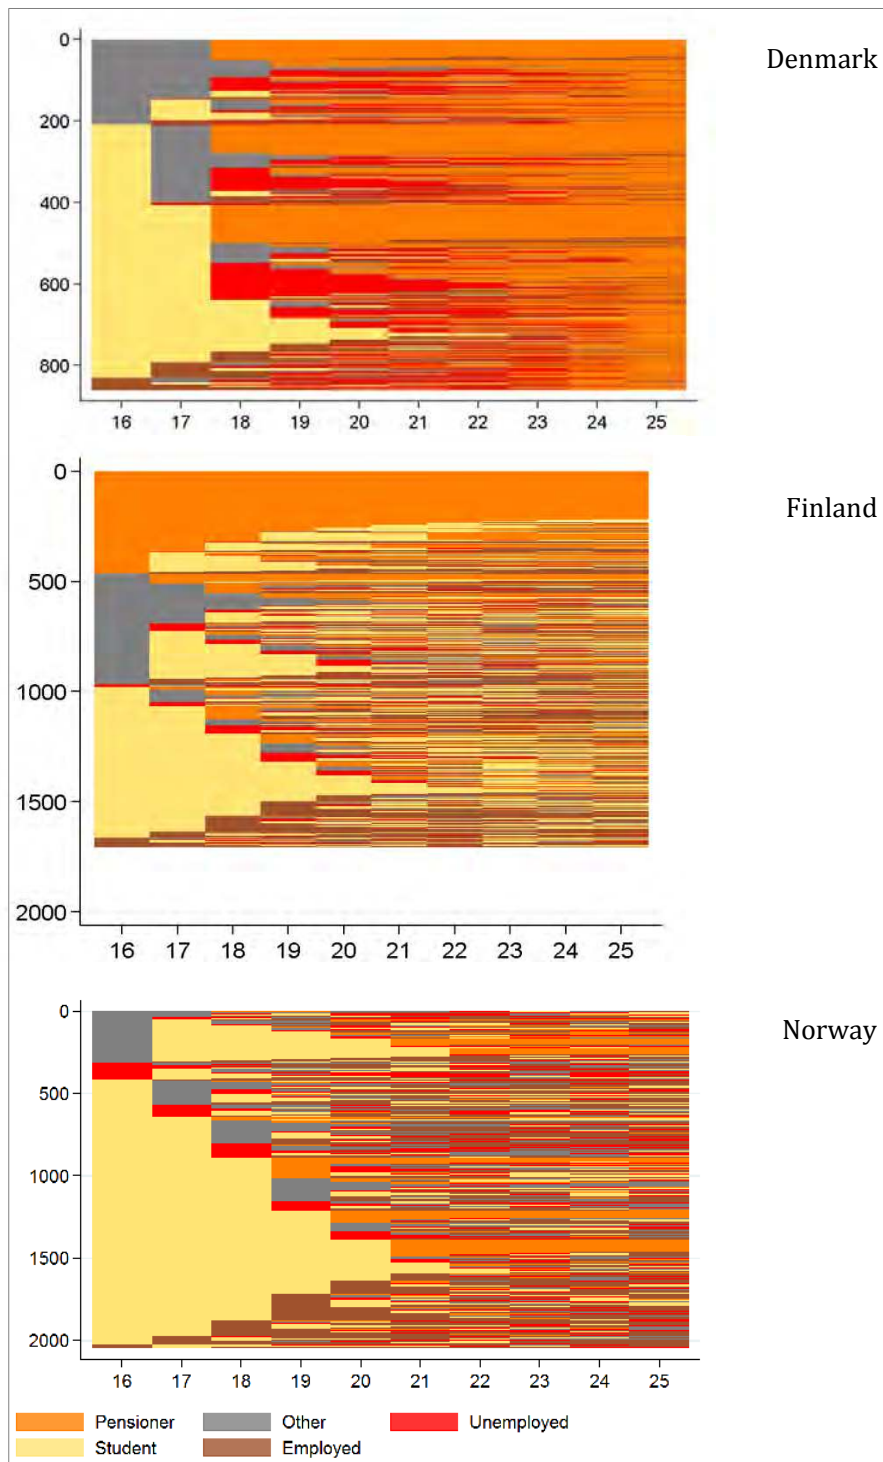 Denmark
0
200
400
600
800
16 17 18 19 20 21 22 23 24 25
Finland
0
500
1000
1500
2000
16 17 18 19 20 21 22 23 24 25
Norway
0
500
1000
1500
2000
16 17 18 19 20 21 22 23 24 25
Pensioner Other Unemployed
Student Employed